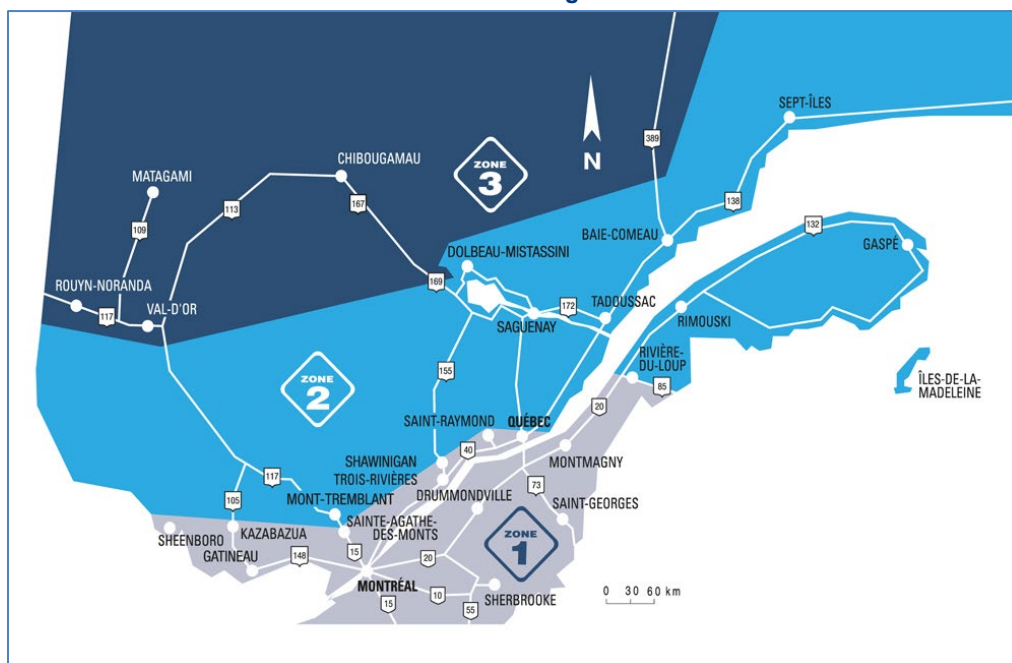 SEPT-ÎLES
389
N
CHIBOUGAMAU
ZONE
3
MATAGAMI
167
113
138
109
132
BAIE-COMEAU
GASPÉ
DOLBEAU-MISTASSINI
ROUYN-NORANDA
169
VAL-D'OR
117
172
TADOUSSAC
SAGUENAY
RIMOUSKI
RIVIÈRE-
DU-LOUP
155
85
ÎLES-DE-LA-
MADELEINE
ZONE
2
20
SAINT-RAYMOND
QUÉBEC
40
SHAWINIGAN
MONTMAGNY
TROIS-RIVIÈRES
117
73
DRUMMONDVILLE
MONT-TREMBLANT
105
SAINT-GEORGES
SAINTE-AGATHE-
DES-MONTS
SHEENBORO
KAZABAZUA
GATINEAU
148
15
20
ZONE
1
MONTRÉAL
10
SHERBROOKE
15
55
0 30 60 km